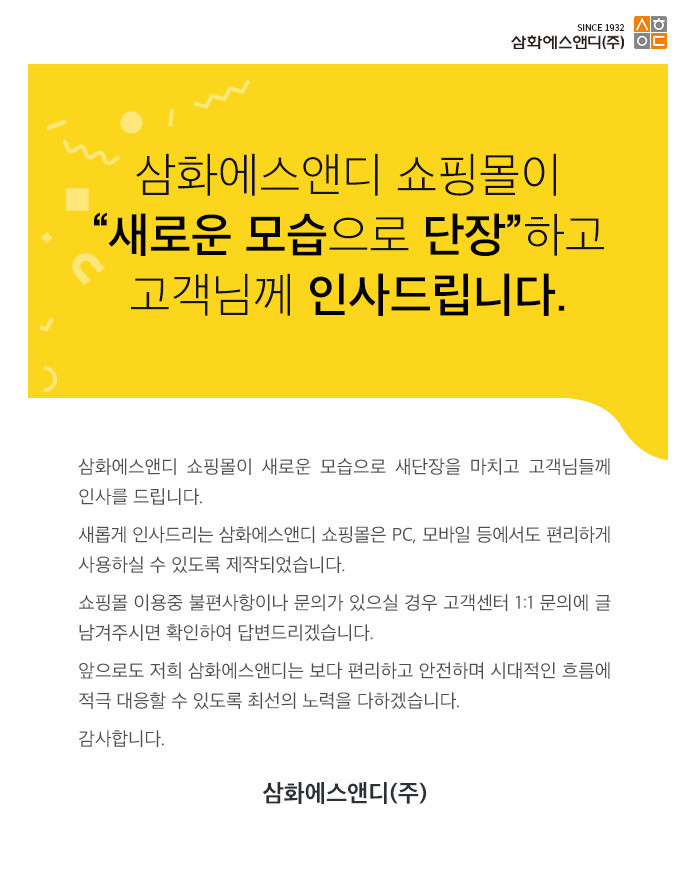 SINCE 1932
삼화에스앤디(주)
삼화에스앤디 쇼핑몰이
“새로운 모습으로 단장”하고
고객님께 인사드립니다.
삼화에스앤디 쇼핑몰이 새로운 모습으로 새단장을 마치고 고객님들께
인사를 드립니다.
새롭게 인사드리는 삼화에스앤디 쇼핑몰은 PC, 모바일 등에서도 편리하게
사용하실 수 있도록 제작되었습니다.
쇼핑몰 이용중 불편사항이나 문의가 있으실 경우 고객센터 1:1 문의에 글
남겨주시면 확인하여 답변드리겠습니다.
앞으로도 저희 삼화에스앤디는 보다 편리하고 안전하며 시대적인 흐름에
적극 대응할 수 있도록 최선의 노력을 다하겠습니다.
감사합니다.
삼화에스앤디(주)